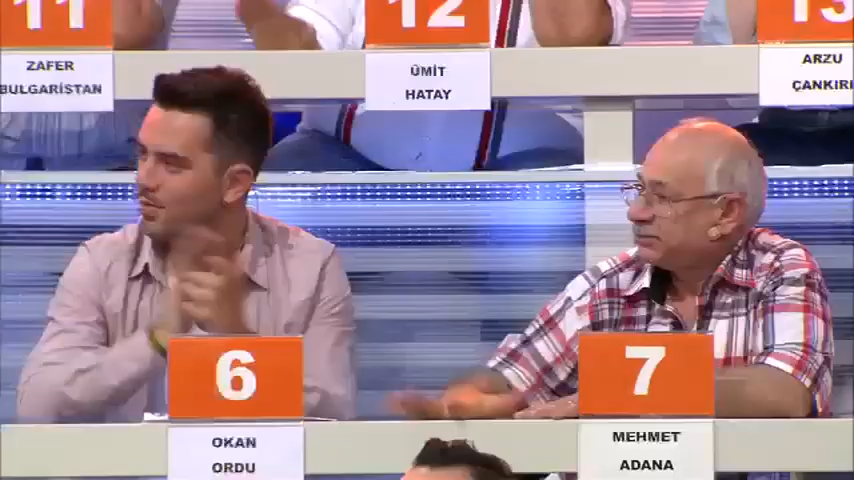 11
12
13
ZAFER
BULGARİSTAN
ÜMİT
HATAY
ARZU
ÇANKIRI
6
7
OKAN
ORDU
MEHMET
ADANA